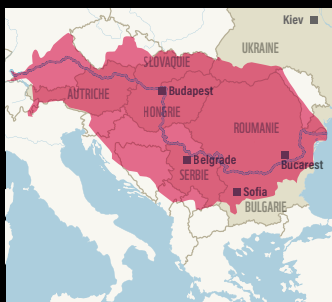 Kiev
UKRAINE
SLOVAQUIE
AUTRICHE
Budapest
HONGRIE
ROUMANIE
Belgrade
Bucarest
SERBIE
Sofia
BULGARIE